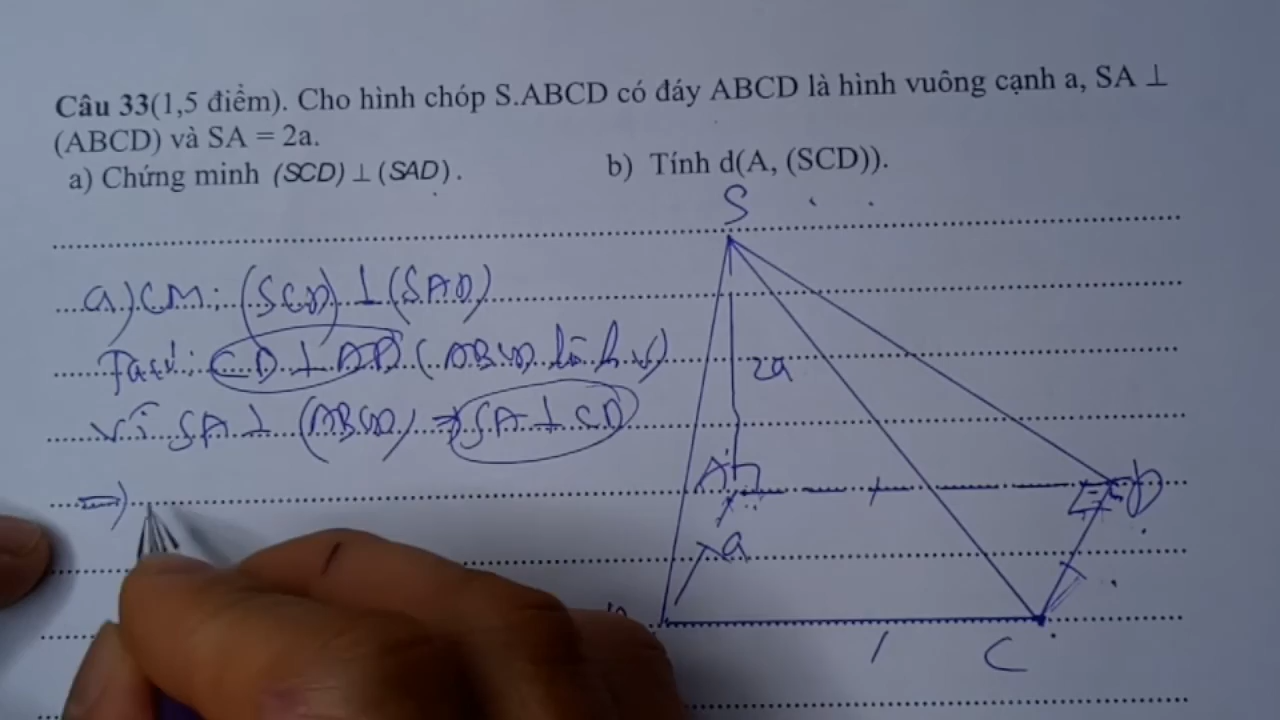 Câu 33(1,5 điểm). Cho hình chóp S.ABCD có đáy ABCD là hình vuông cạnh a, SA ⊥
(ABCD) và SA = 2a.
a) Chứng minh (SCD) ⊥ (SAD).
b) Tính d(A, (SCD)).
S
a) CM: (SCD) ⊥ (SAD)
Ta có: CD ⊥ AD (ABCD là h.v)
2a
vì SA ⊥ (ABCD) ⇒ SA ⊥ CD
A
D
⇒
a
C